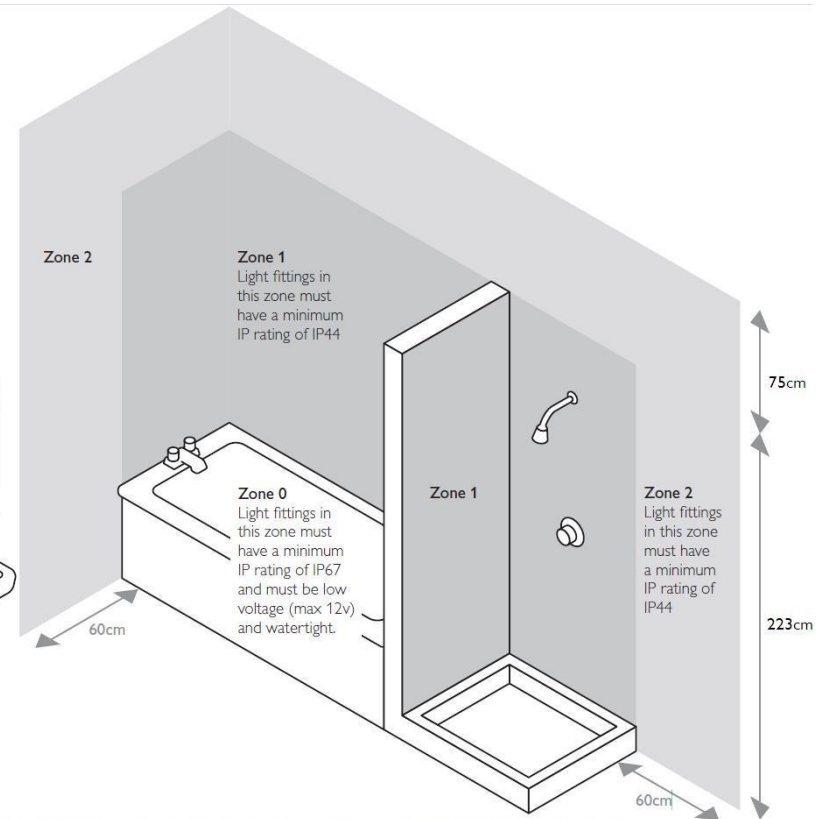 Zone 2
Zone 1
Light fittings in
this zone must
have a minimum
IP rating of IP44
75cm
Zone 0
Light fittings in
this zone must
have a minimum
IP rating of IP67
and must be low
voltage (max 12v)
and watertight.
Zone 1
Zone 2
Light fittings
in this zone
must have
a minimum
IP rating of
IP44
223cm
60cm
60cm